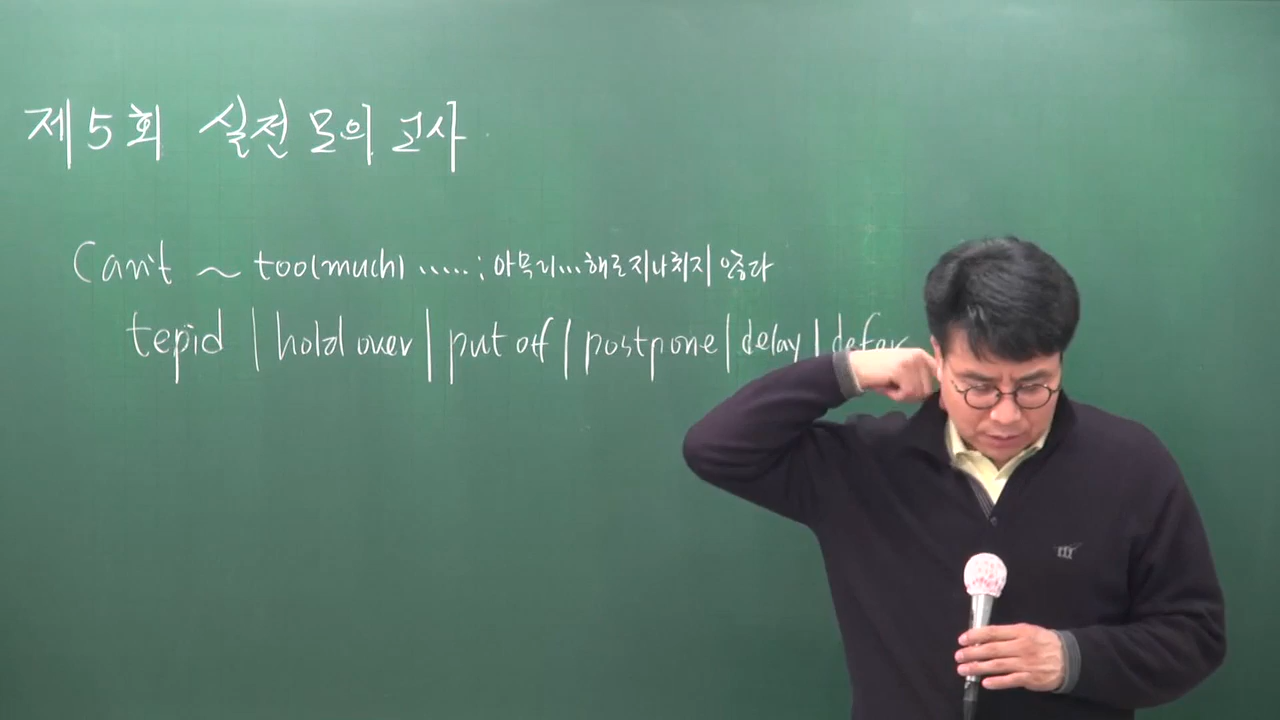 제5회 실전모의고사
Can't ~ too(much) ..... : 아무리...해도지나치지 않다
tepid | hold over | put off | postpone | delay | defer